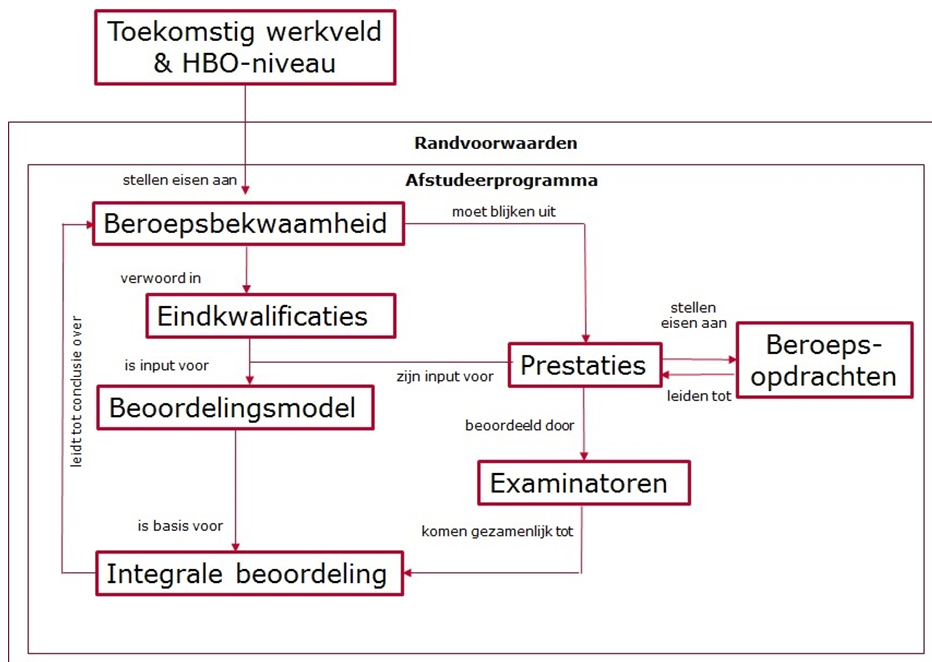 Toekomstig werkveld
& HBO-niveau
Randvoorwaarden
stellen eisen aan
Afstudeerprogramma
Beroepsbekwaamheid
moet blijken uit
verwoord in
Eindkwalificaties
stellen
eisen aan
Beroeps-
opdrachten
is input voor
zijn input voor
Prestaties
leiden tot
Beoordelingsmodel
beoordeeld door
leidt tot conclusie over
Examinatoren
is basis voor
komen gezamenlijk tot
Integrale beoordeling